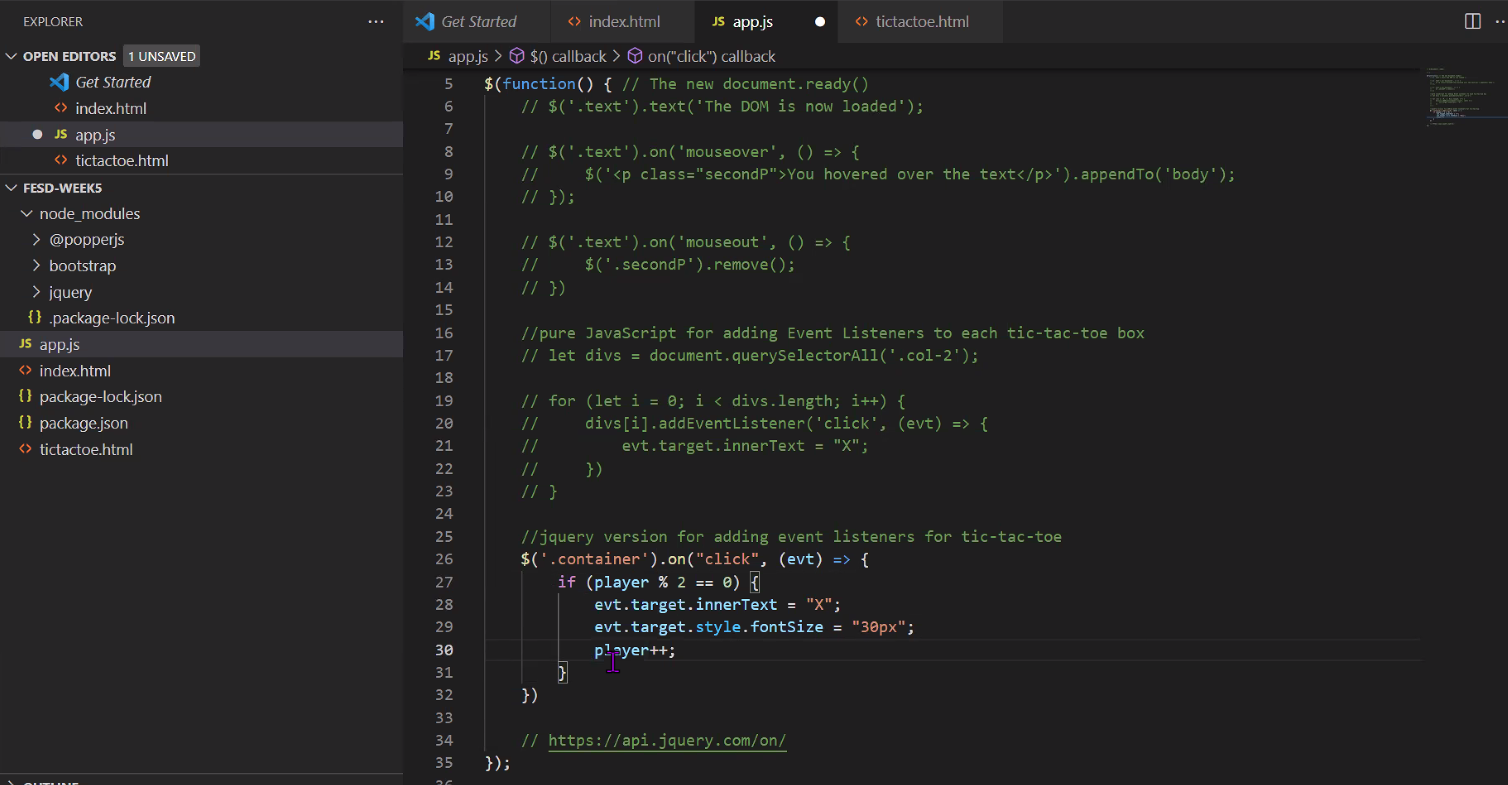 EXPLORER
...
Get Started
index.html
JS app.js
tictactoe.html
OPEN EDITORS 1 UNSAVED
Get Started
index.html
JS app.js
tictactoe.html
FESD-WEEK5
node_modules
@popperjs
bootstrap
jquery
{} .package-lock.json
JS app.js
index.html
{} package-lock.json
{} package.json
tictactoe.html
JS app.js > $() callback > on("click") callback
5 $(function() { // The new document.ready()
6 // $('.text').text('The DOM is now loaded');
7
8 // $('.text').on('mouseover', () => {
9 //     $('<p class="secondP">You hovered over the text</p>').appendTo('body');
10 // });
11
12 // $('.text').on('mouseout', () => {
13 //     $('.secondP').remove();
14 // })
15
16 //pure JavaScript for adding Event Listeners to each tic-tac-toe box
17 // let divs = document.querySelectorAll('.col-2');
18
19 // for (let i = 0; i < divs.length; i++) {
20 //     divs[i].addEventListener('click', (evt) => {
21 //         evt.target.innerText = "X";
22 //     })
23 // }
24
25 //jquery version for adding event listeners for tic-tac-toe
26 $('.container').on("click", (evt) => {
27 if (player % 2 == 0) {
28 evt.target.innerText = "X";
29 evt.target.style.fontSize = "30px";
30 player++;
31 }
32 })
33
34 // https://api.jquery.com/on/
35 });
36
OUTLINE